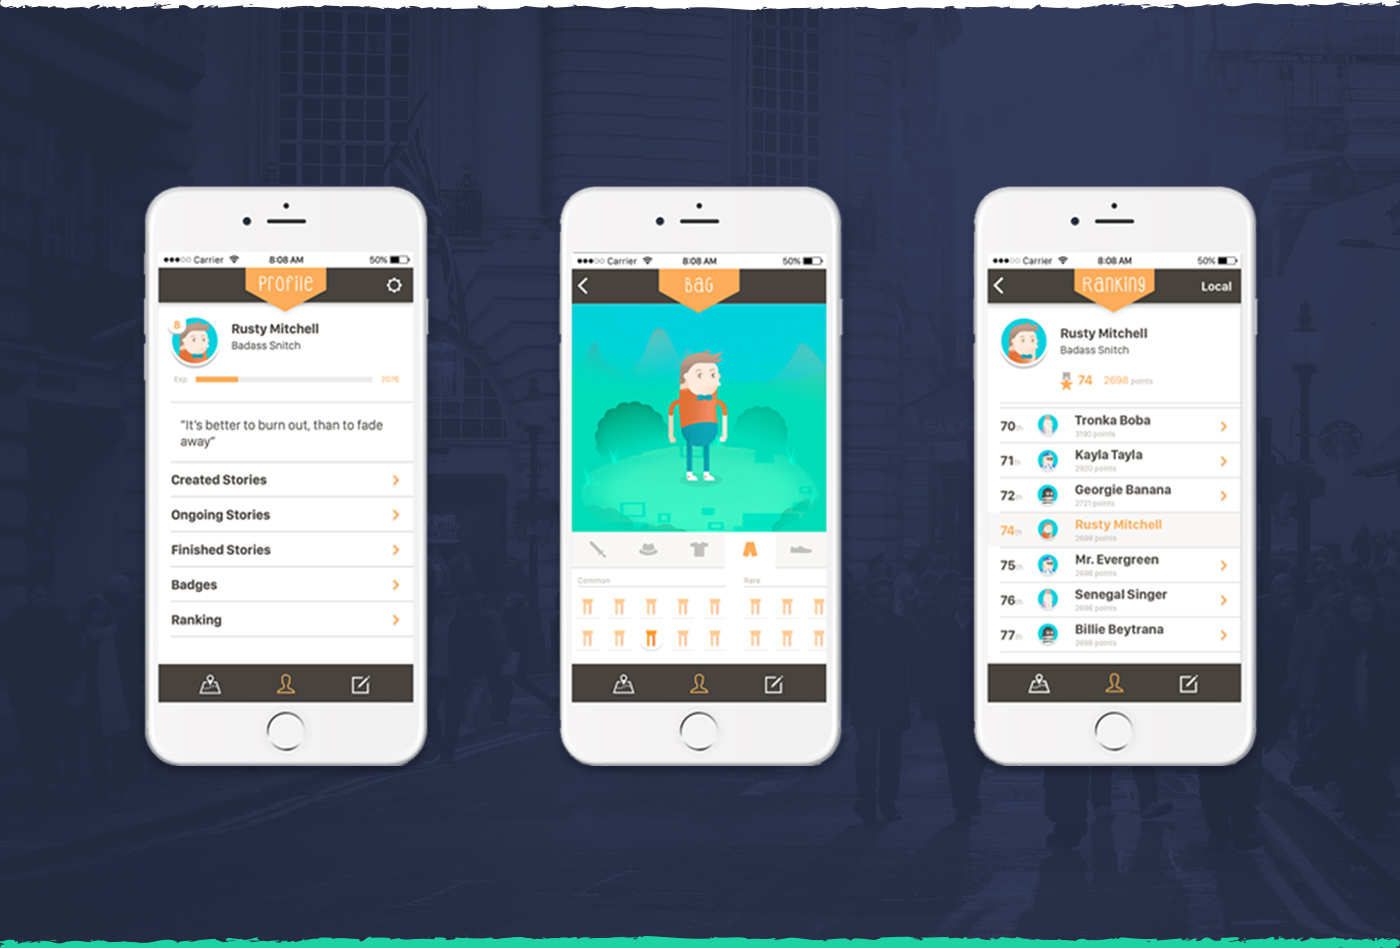 Carrier 8:08 AM 50%
Profile
8
Rusty Mitchell
Badass Snitch
Exp 2076
"It's better to burn out, than to fade
away"
Created Stories
Ongoing Stories
Finished Stories
Badges
Ranking
Carrier 8:08 AM 50%
BAG
Common Rare
Carrier 8:08 AM 50%
Ranking
Local
Rusty Mitchell
Badass Snitch
74 2698 points
70th Tronka Boba
3190 points
71th Kayla Tayla
2920 points
72th Georgie Banana
2721 points
74th Rusty Mitchell
2698 points
75th Mr. Evergreen
2698 points
76th Senegal Singer
2698 points
77th Billie Beytrana
2698 points